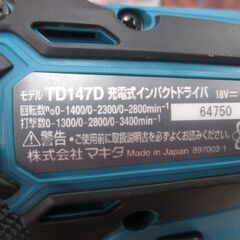 モデル TD147D 充電式インパクトドライバ 18V
回転数n₀0-1400/0-2300/0-2800min⁻¹
打撃数0-1300/0-2800/0-3400min⁻¹
64750
警告・ご使用前に取扱説明書をよくお読みください。
株式会社マキタ Made in Japan 897003-1